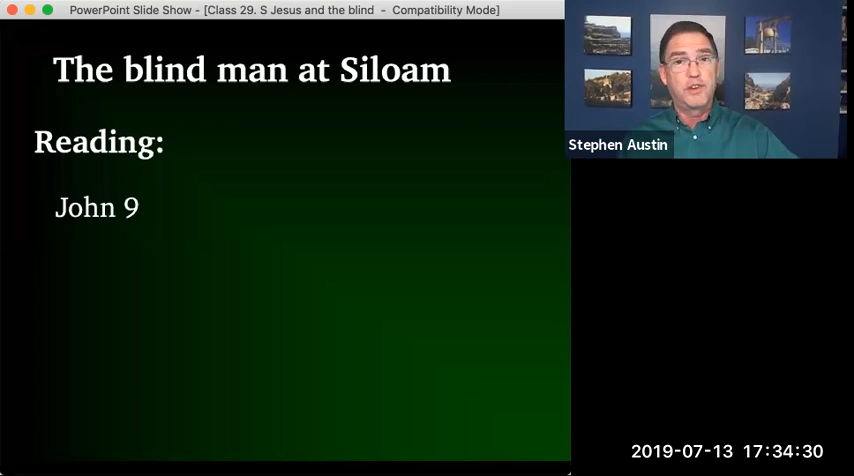 PowerPoint Slide Show - [Class 29. S Jesus and the blind - Compatibility Mode]
The blind man at Siloam
Reading:
John 9
Stephen Austin
2019-07-13 17:34:30